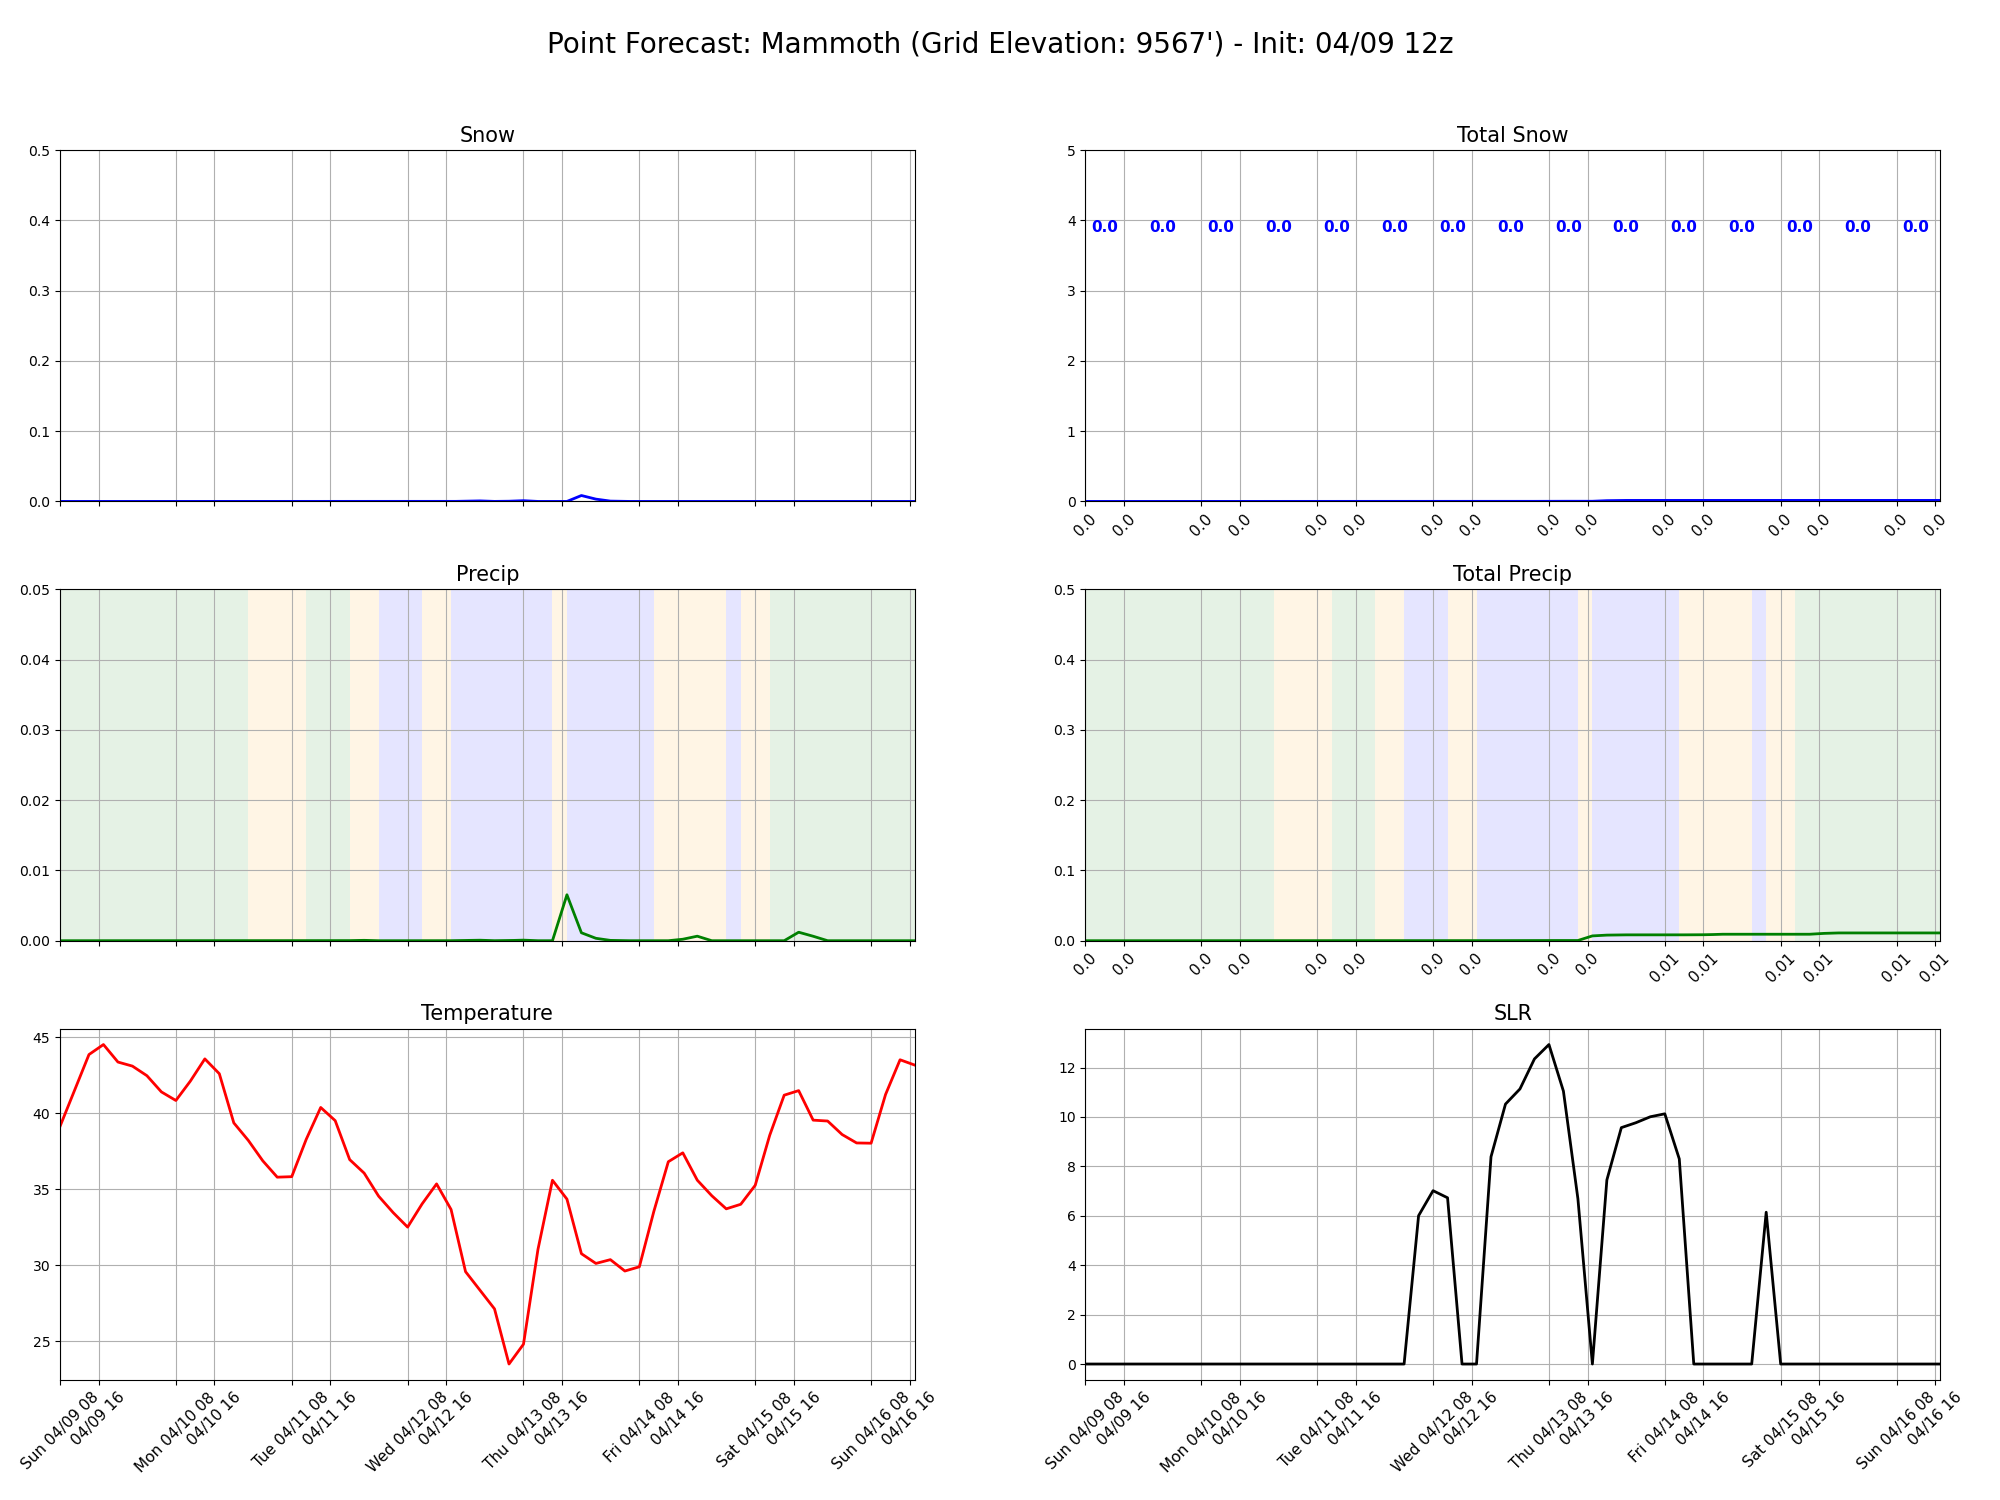 Point Forecast: Mammoth (Grid Elevation: 9567') - Init: 04/09 12z
Snow
0.5
0.4
0.3
0.2
0.1
0.0
Total Snow
5
4
3
2
1
0
0.0 0.0 0.0 0.0 0.0 0.0 0.0 0.0 0.0 0.0 0.0 0.0 0.0 0.0 0.0
0.0 0.0 0.0 0.0 0.0 0.0 0.0 0.0 0.0 0.0 0.0 0.0 0.0 0.0 0.0 0.0
Precip
0.05
0.04
0.03
0.02
0.01
0.00
Total Precip
0.5
0.4
0.3
0.2
0.1
0.0
0.0 0.0 0.0 0.0 0.0 0.0 0.0 0.0 0.0 0.0 0.01 0.01 0.01 0.01 0.01 0.01
Temperature
45
40
35
30
25
Sun 04/09 08
04/09 16
Mon 04/10 08
04/10 16
Tue 04/11 08
04/11 16
Wed 04/12 08
04/12 16
Thu 04/13 08
04/13 16
Fri 04/14 08
04/14 16
Sat 04/15 08
04/15 16
Sun 04/16 08
04/16 16
SLR
12
10
8
6
4
2
0
Sun 04/09 08
04/09 16
Mon 04/10 08
04/10 16
Tue 04/11 08
04/11 16
Wed 04/12 08
04/12 16
Thu 04/13 08
04/13 16
Fri 04/14 08
04/14 16
Sat 04/15 08
04/15 16
Sun 04/16 08
04/16 16